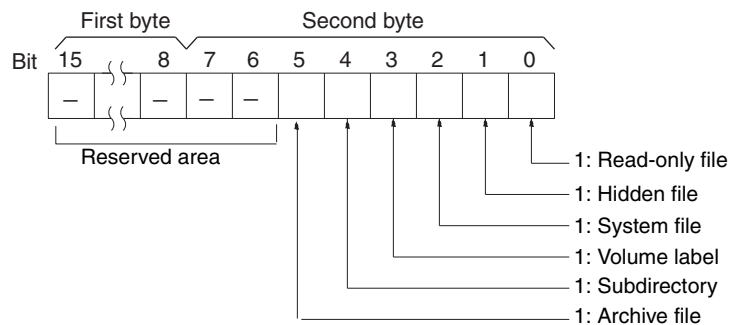 First byte Second byte
Bit 15 8 7 6 5 4 3 2 1 0
– – – –
Reserved area
1: Read-only file
1: Hidden file
1: System file
1: Volume label
1: Subdirectory
1: Archive file